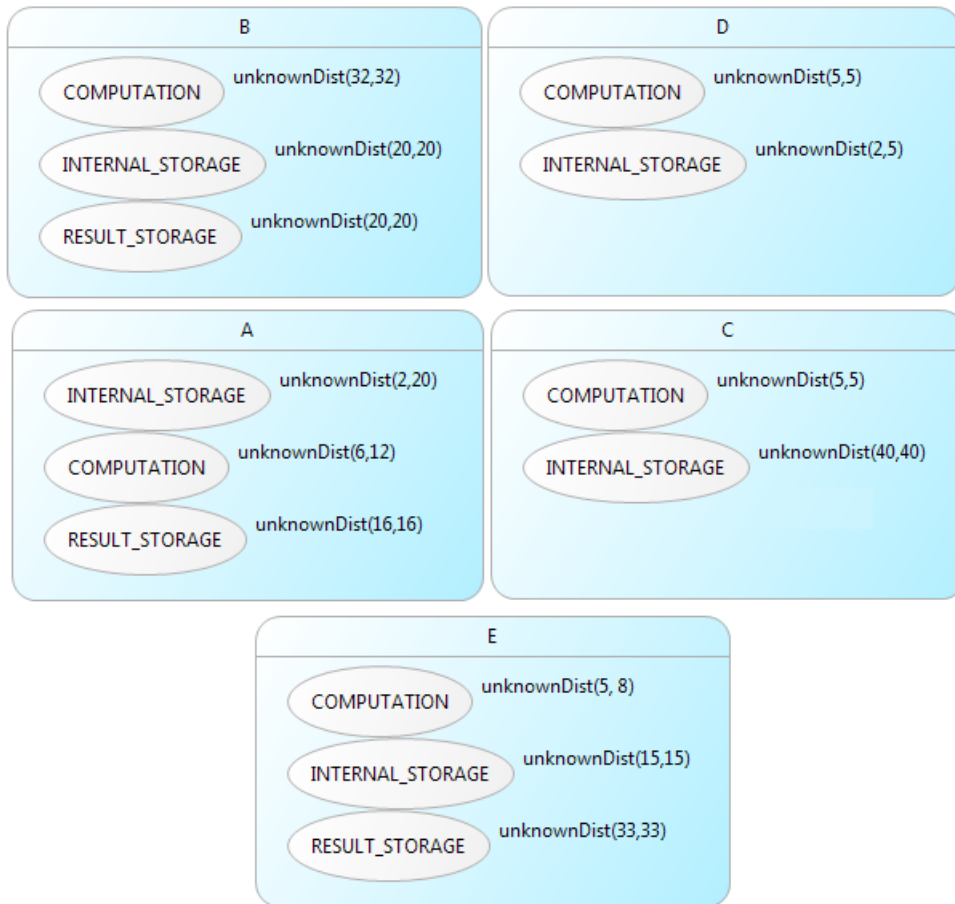 B
COMPUTATION unknownDist(32,32)
INTERNAL_STORAGE unknownDist(20,20)
RESULT_STORAGE unknownDist(20,20)
D
COMPUTATION unknownDist(5,5)
INTERNAL_STORAGE unknownDist(2,5)
A
INTERNAL_STORAGE unknownDist(2,20)
COMPUTATION unknownDist(6,12)
RESULT_STORAGE unknownDist(16,16)
C
COMPUTATION unknownDist(5,5)
INTERNAL_STORAGE unknownDist(40,40)
E
COMPUTATION unknownDist(5, 8)
INTERNAL_STORAGE unknownDist(15,15)
RESULT_STORAGE unknownDist(33,33)